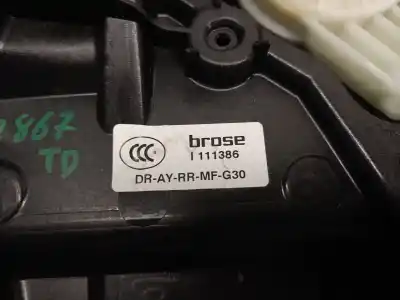 867
TD
CCC
brose
I 111386
DR-AY-RR-MF-G30